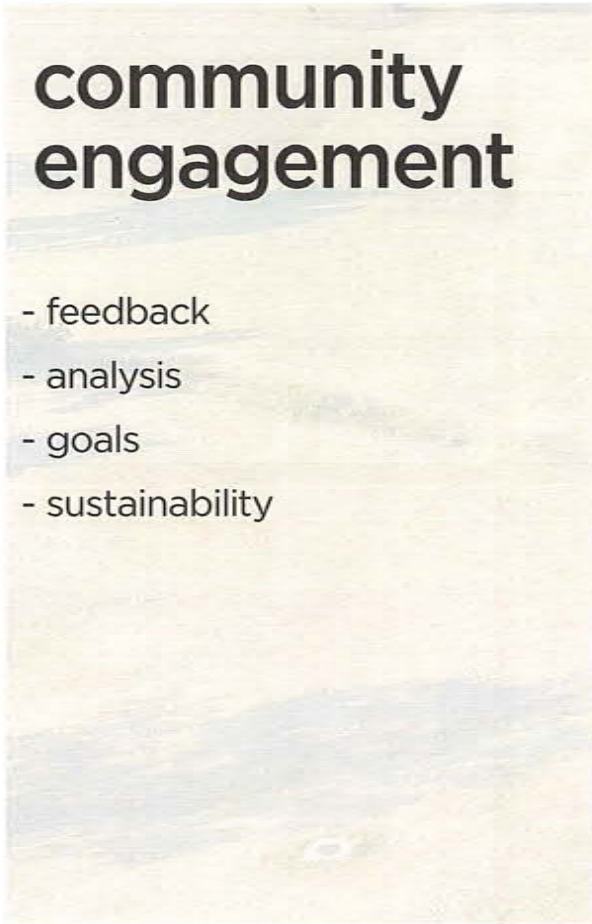 community
engagement
- feedback
- analysis
- goals
- sustainability